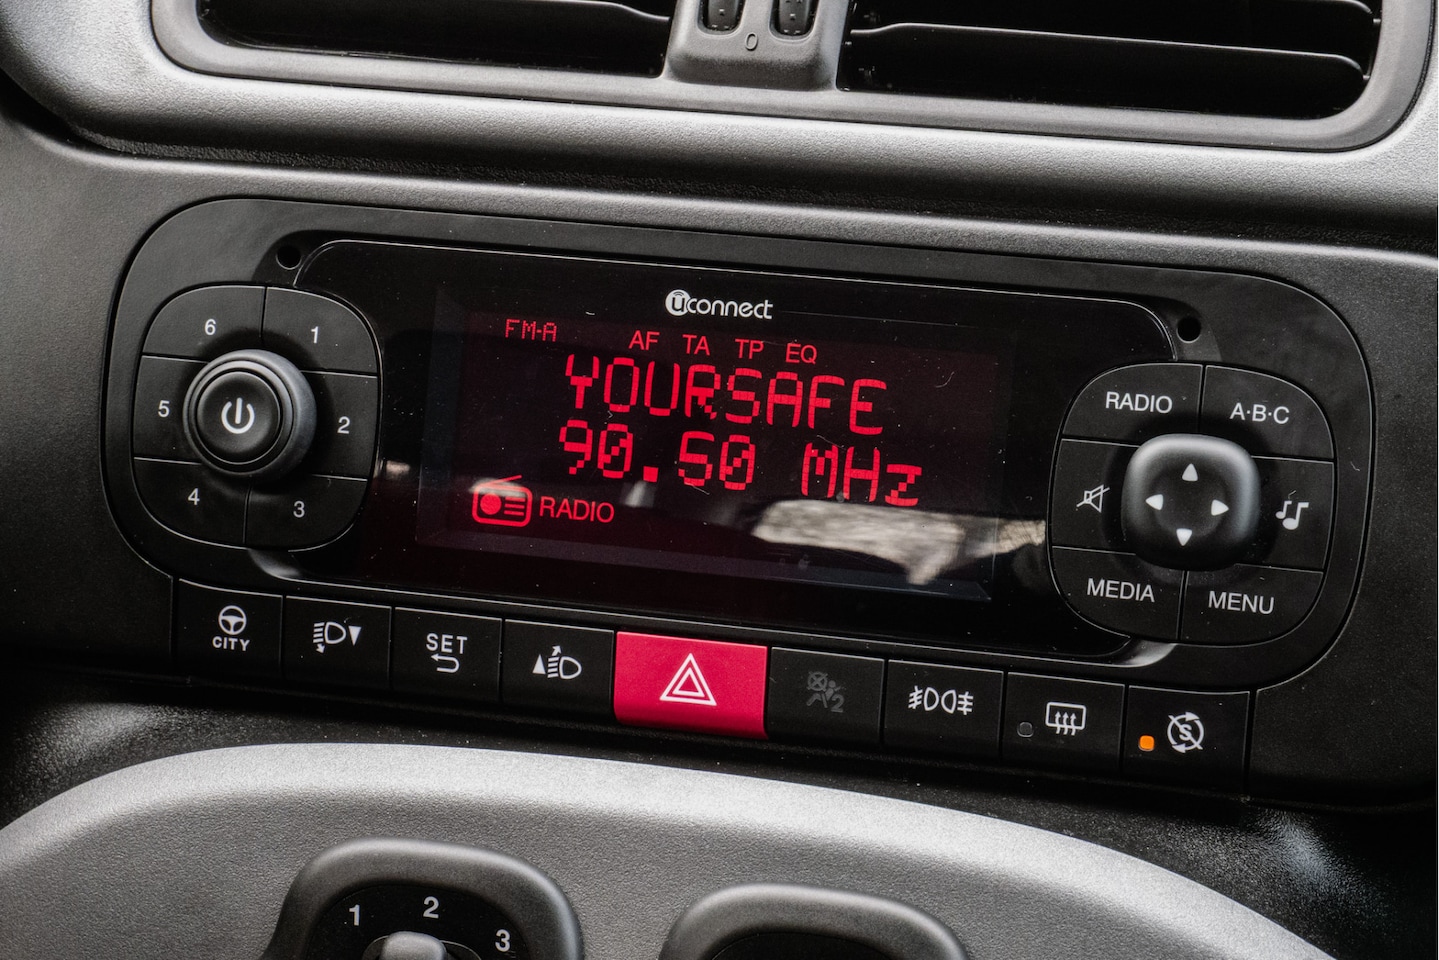 0
uconnect
FM-A AF TA TP EQ
YOURSAFE
90.50 MHz
RADIO
6 1
5 2
4 3
RADIO A·B·C
MEDIA MENU
CITY
SET
2
S
1 2 3